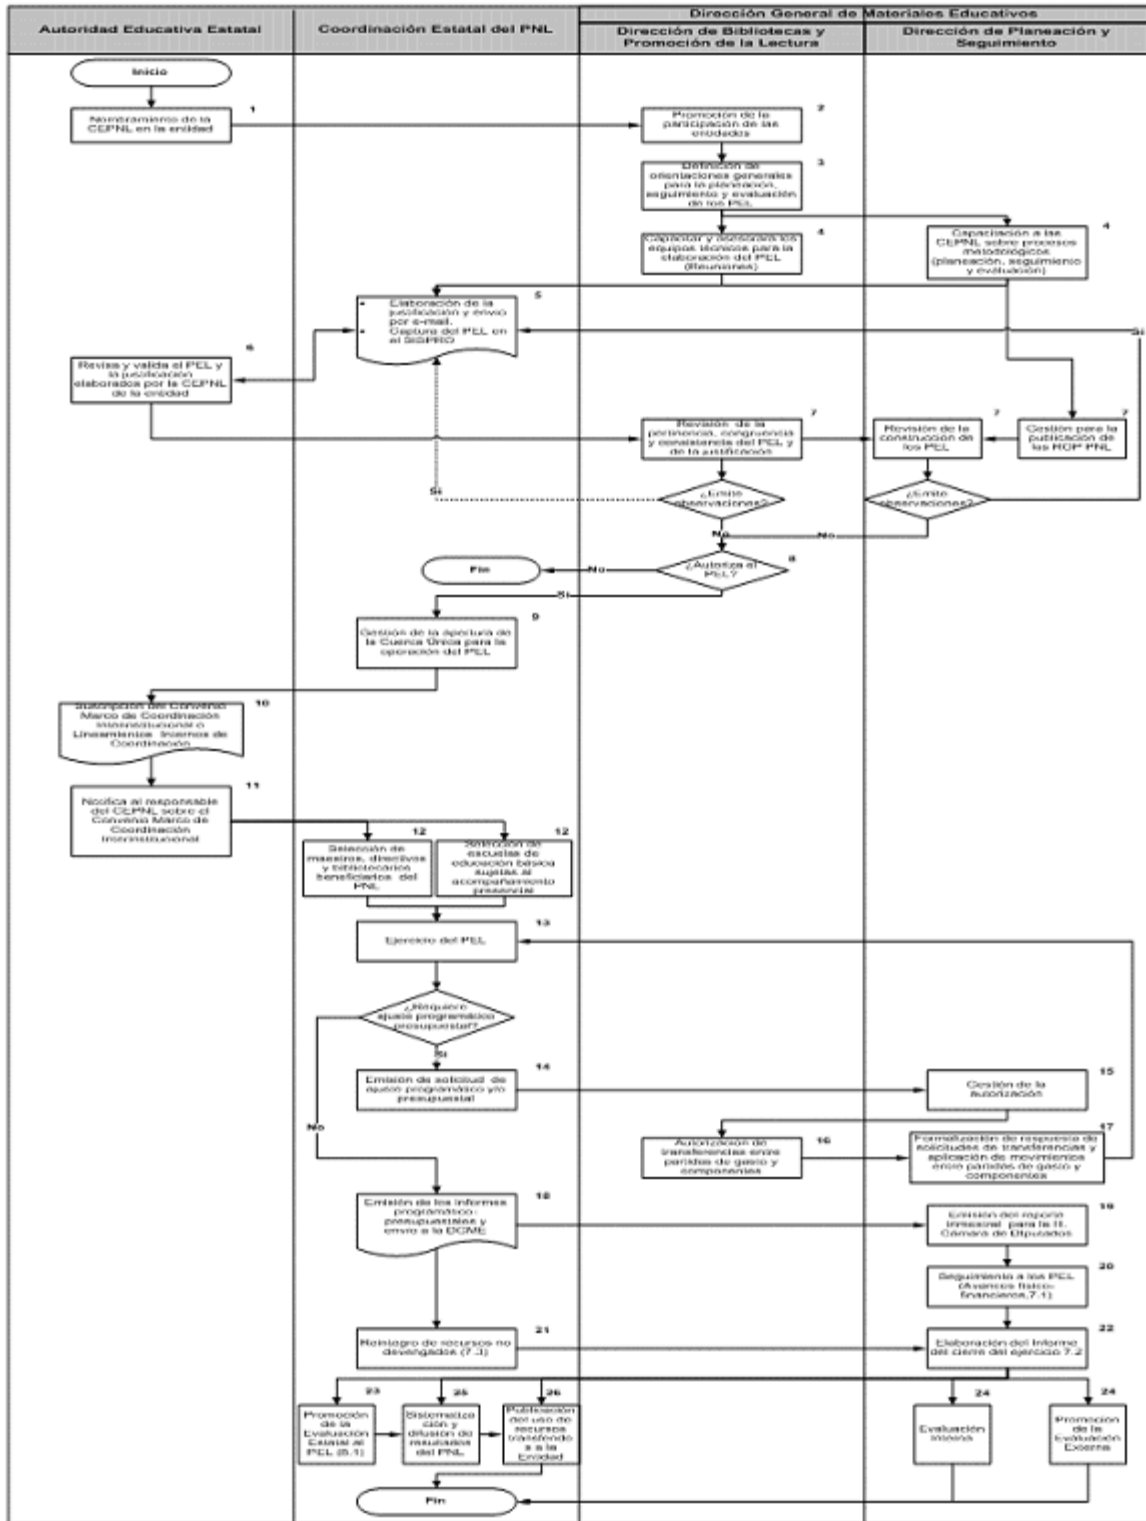 Autoridad Educativa Estatal
Coordinación Estatal del PNL
Dirección General de Materiales Educativos
Dirección de Bibliotecas y
Promoción de la Lectura
Dirección de Planeación y
Seguimiento
Inicio
1
Nombramiento de la
CEPNL en la entidad
2
Promoción de la
participación de las
entidades
3
Definición de
orientaciones generales
para la planeación,
seguimiento y evaluación
de los PEL
4
Capacitar y asesorar a los
equipos técnicos para la
elaboración del PEL
(Reuniones)
4
Capacitación a las
CEPNL sobre procesos
metodológicos
(planeación, seguimiento
y evaluación)
5
Elaboración de la
justificación y envío
por e-mail.
Captura del PEL en
el SISPRO
Si
6
Revisa y valida el PEL y
la justificación
elaborados por la CEPNL
de la entidad
7
Revisión de la
pertinencia, congruencia
y consistencia del PEL y
de la justificación
7
Revisión de la
construcción de
los PEL
7
Gestión para la
publicación de
las ROP PNL
Si
¿Emite
observaciones?
¿Emite
observaciones?
No
No
8
¿Autoriza el
PEL?
No
Fin
Si
9
Gestión de la apertura de
la Cuenta Única para la
operación del PEL
10
Suscripción del Convenio
Marco de Coordinación
Interinstitucional o
Lineamientos Internos de
Coordinación
11
Notifica al responsable
del CEPNL sobre el
Convenio Marco de
Coordinación
Interinstitucional
12
Selección de
maestros, directivos
y bibliotecarios
beneficiarios del
PNL
12
Selección de
escuelas de
educación básica
sujetas al
acompañamiento
presencial
13
Ejercicio del PEL
¿Requiere
ajuste programático
presupuestal?
Si
No
14
Emisión de solicitud de
ajuste programático y/o
presupuestal
15
Gestión de la
autorización
16
Autorización de
transferencias entre
partidas de gasto y
componentes
17
Formalización de respuesta de
solicitudes de transferencias y
aplicación de movimientos
entre partidas de gasto y
componentes
18
Emisión de los informes
programático-
presupuestales y
envío a la DGME
19
Emisión del reporte
trimestral para la H.
Cámara de Diputados
20
Seguimiento a los PEL
(Avances físico-
financieros,7.1)
21
Reintegro de recursos no
devengados (7.3)
22
Elaboración del Informe
del cierre del ejercicio 7.2
23
Promoción
de la
Evaluación
Estatal al
PEL (8.1)
25
Sistematiza
ción y
difusión de
resultados
del PNL
26
Publicación
del uso de
recursos
transferido
s a la
Entidad
24
Evaluación
Interna
24
Promoción
de la
Evaluación
Externa
Fin